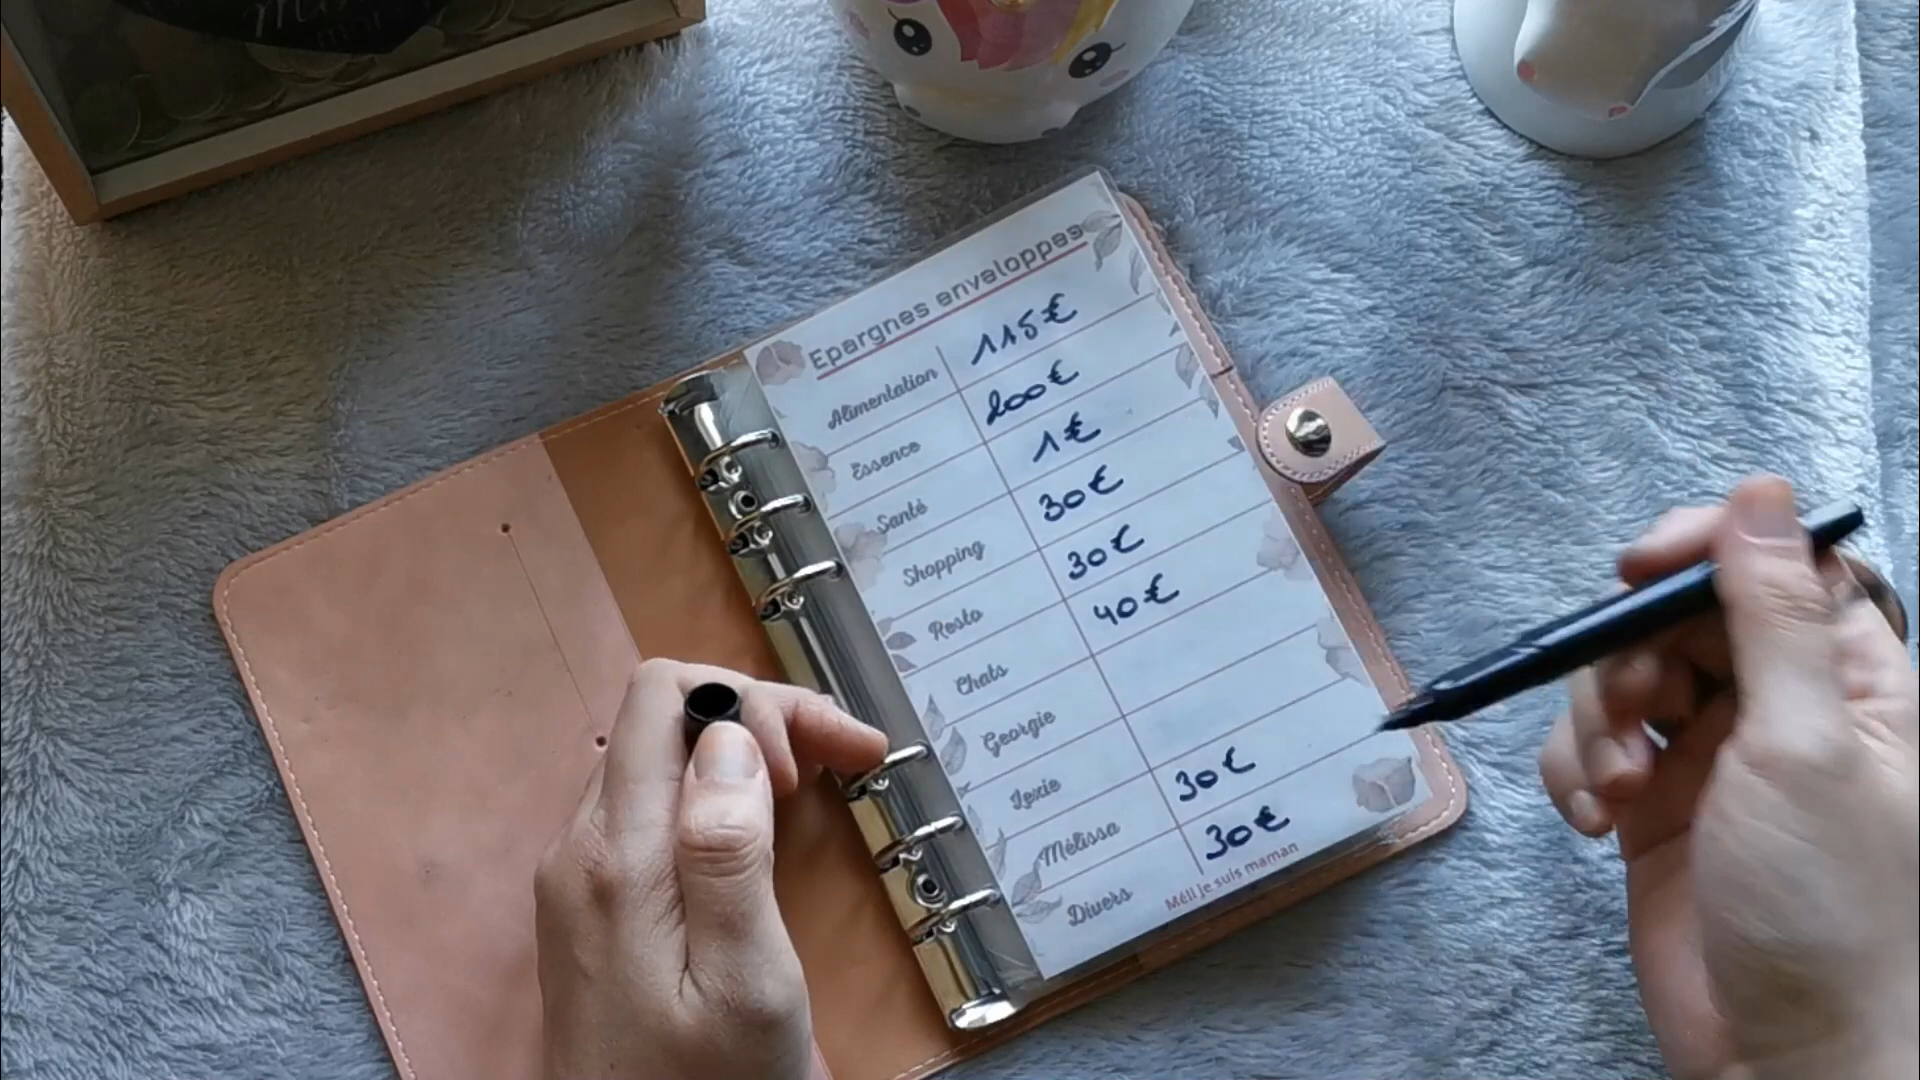 Epargnes enveloppes
Alimentation 115€
Essence 200€
Santé 1€
Shopping 30€
Resto 30€
Chats 40€
Georgie
Lexie
Mélissa 30€
Divers 30€
Méli je suis maman